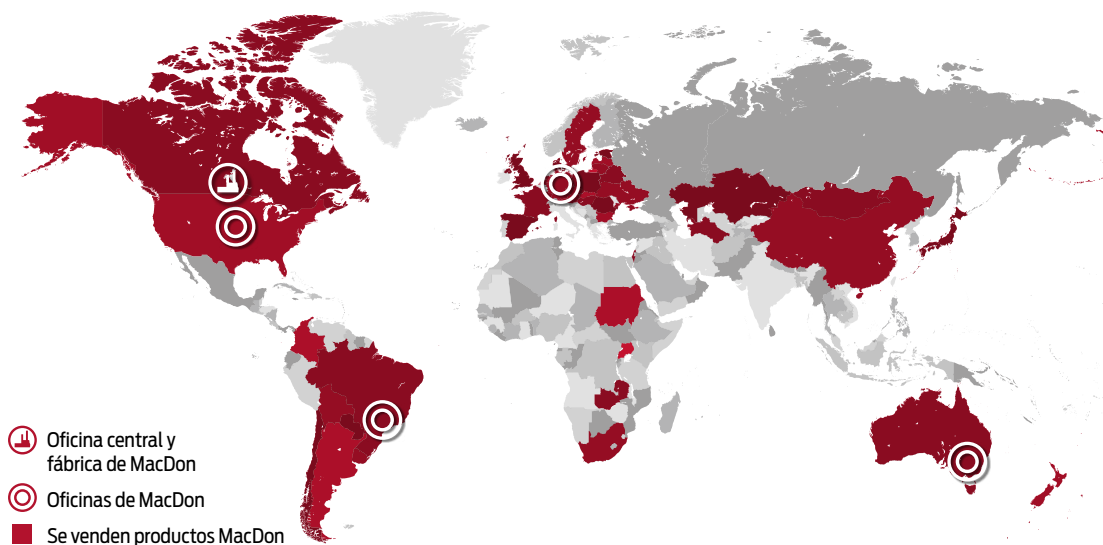 Oficina central y
fábrica de MacDon
Oficinas de MacDon
Se venden productos MacDon